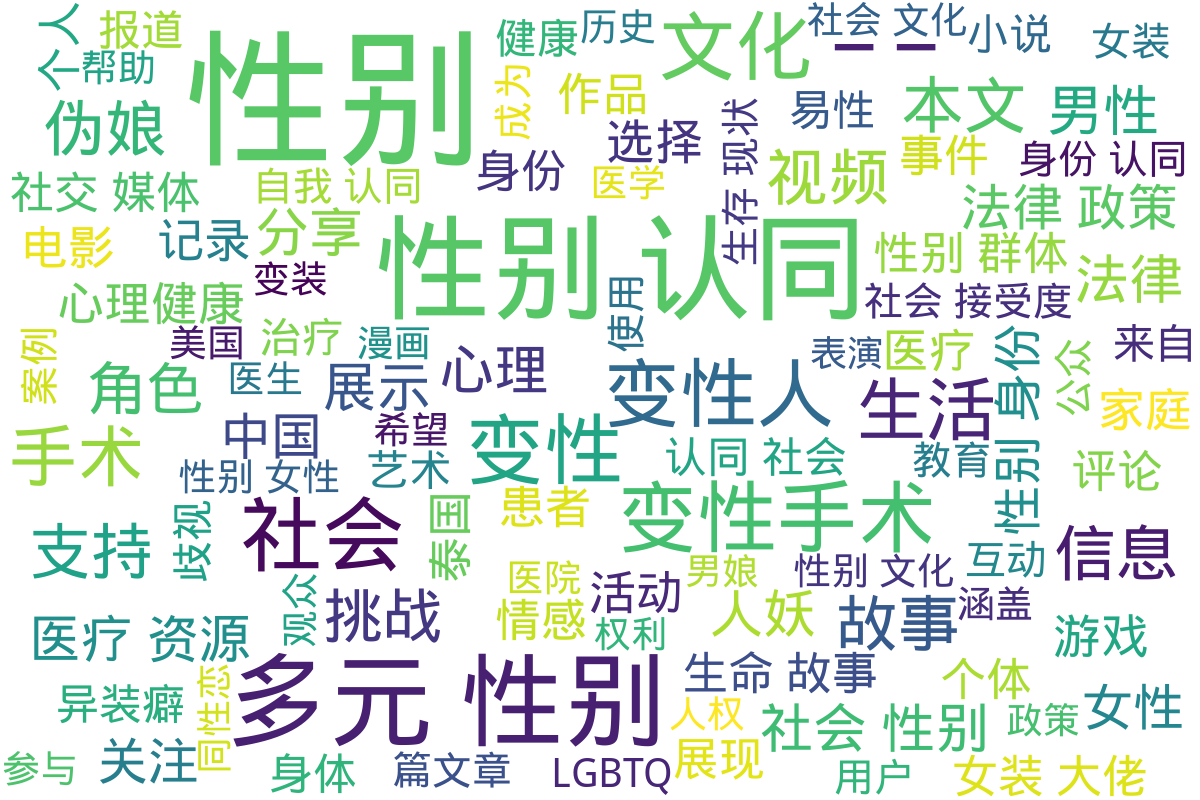 个人
报道
帮助
伪娘
性别
健康
历史
成为
作品
文化
社会 文化
一 一
小说
女装
易性
本文
男性
选择
身份
医学
生存 现状
视频
事件
身份 认同
社交 媒体
自我 认同
法律 政策
电影
记录
分享
性别 认同
性别 群体
变装
法律
心理健康
社会 接受度
使用
美国
治疗
漫画
心理
表演
医疗
来自
案例
角色
医生
展示
变性人
生活
性别 身份
公众
家庭
中国
希望
变性
手术
性别 女性
艺术
认同 社会
教育
评论
社会
泰国
患者
变性手术
支持
歧视
互动
信息
男娘
性别 文化
医院
活动
观众
挑战
情感
权利
人妖
故事
涵盖
游戏
医疗 资源
多元 性别
生命 故事
个体
异装癖
同性恋
人权
女性
社会 性别
政策
参与
关注
身体
篇文章
LGBTQ
展现
用户
女装 大佬